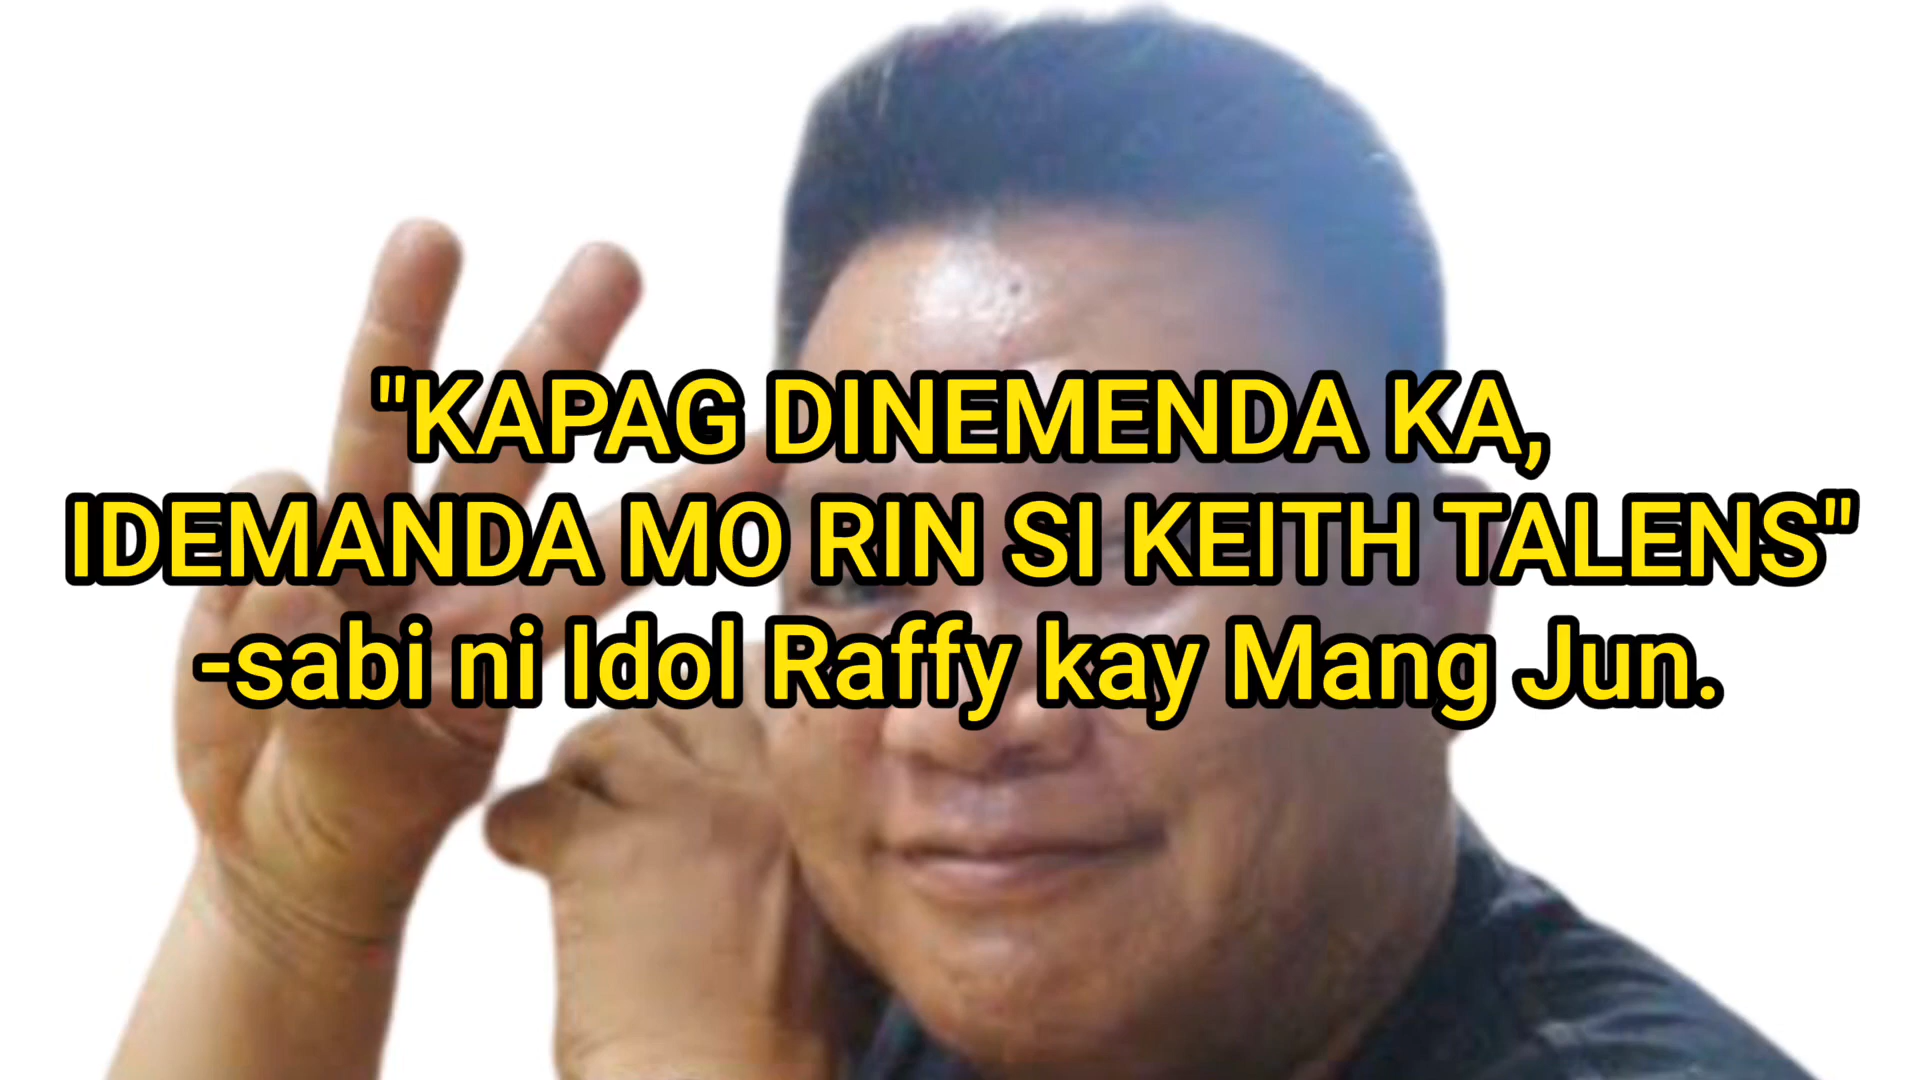 "KAPAG DINEMENDA KA,
IDEMANDA MO RIN SI KEITH TALENS"
-sabi ni Idol Raffy kay Mang Jun.